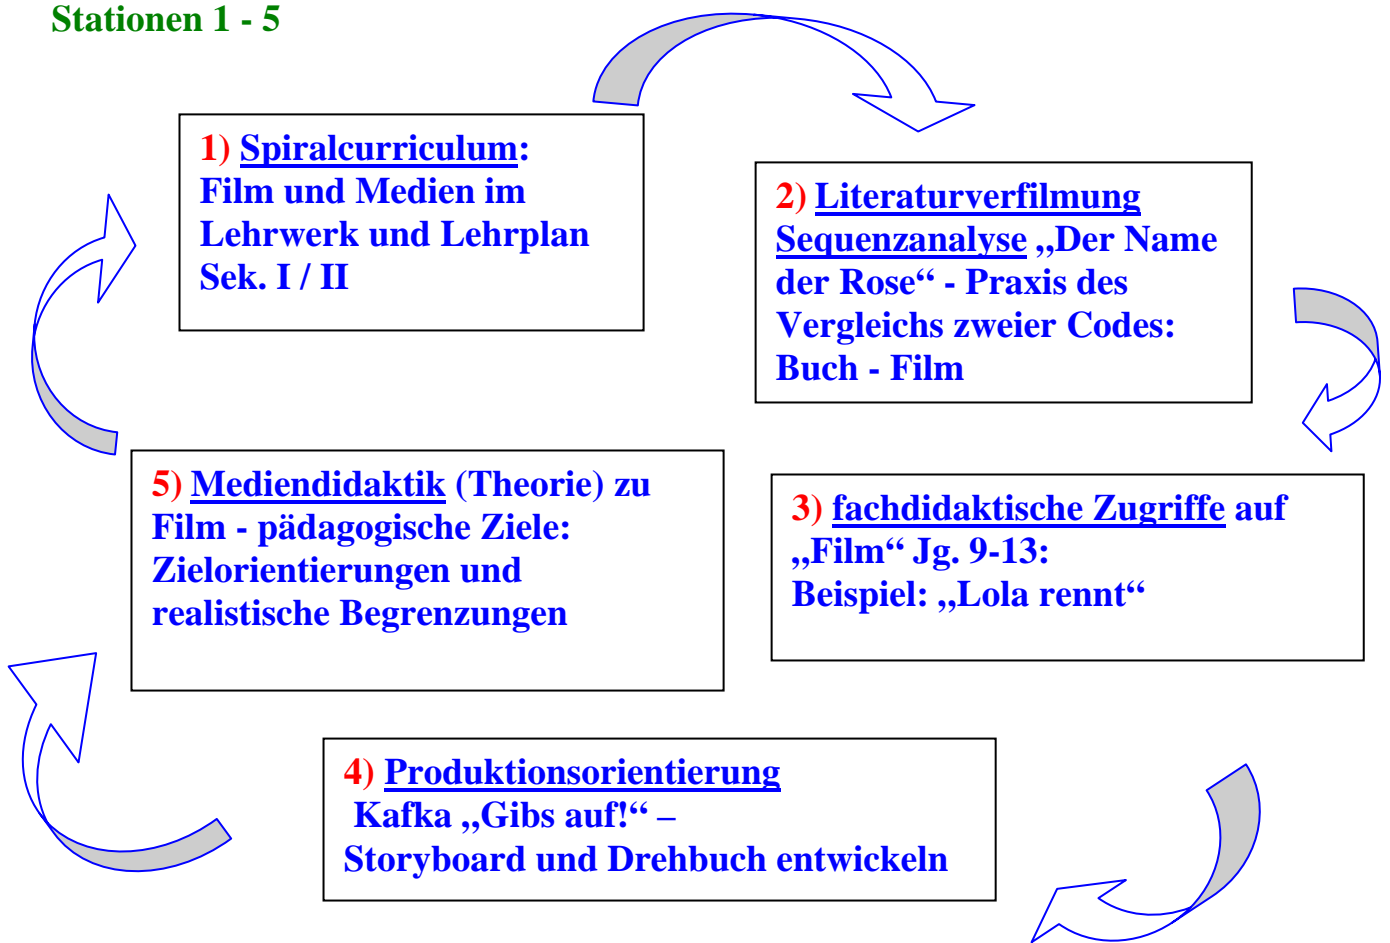 Stationen 1 - 5
1) Spiralcurriculum:
Film und Medien im
Lehrwerk und Lehrplan
Sek. I / II
2) Literaturverfilmung
Sequenzanalyse „Der Name
der Rose“ - Praxis des
Vergleichs zweier Codes:
Buch - Film
3) fachdidaktische Zugriffe auf
„Film“ Jg. 9-13:
Beispiel: „Lola rennt“
4) Produktionsorientierung
Kafka „Gibs auf!“ –
Storyboard und Drehbuch entwickeln
5) Mediendidaktik (Theorie) zu
Film - pädagogische Ziele:
Zielorientierungen und
realistische Begrenzungen